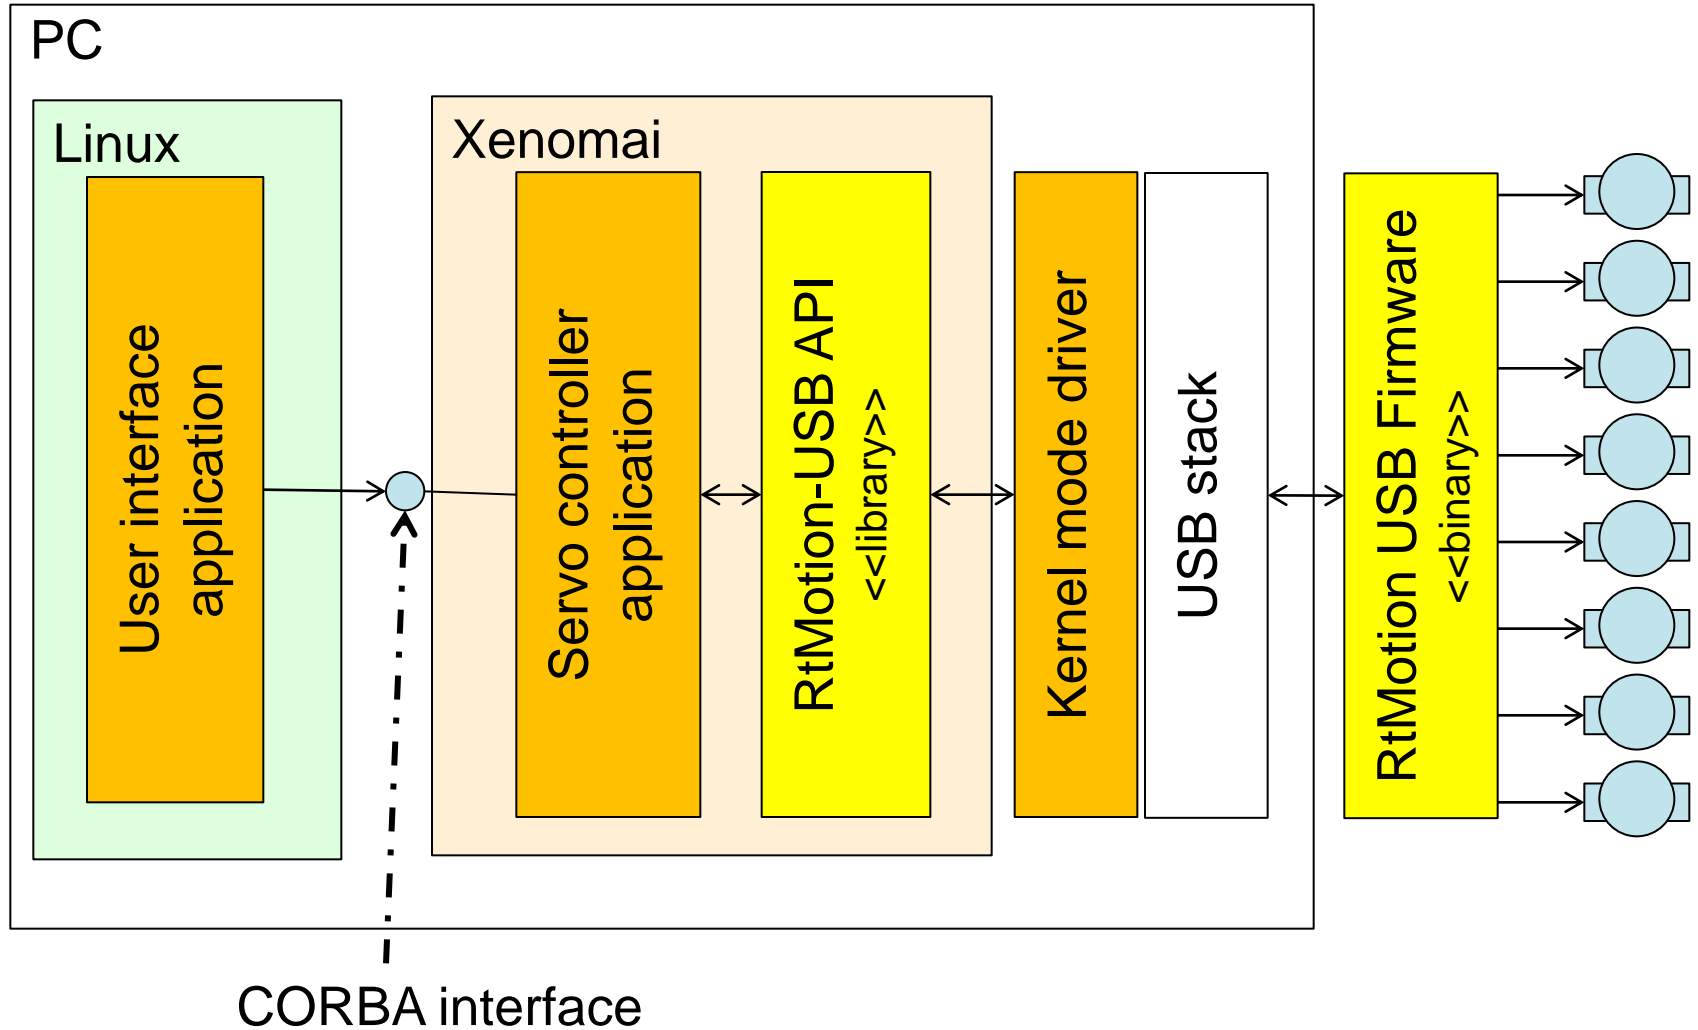 PC
Linux
User interface
application
Xenomai
Servo controller
application
RtMotion-USB API
<<library>>
Kernel mode driver
USB stack
RtMotion USB Firmware
<<binary>>
CORBA interface